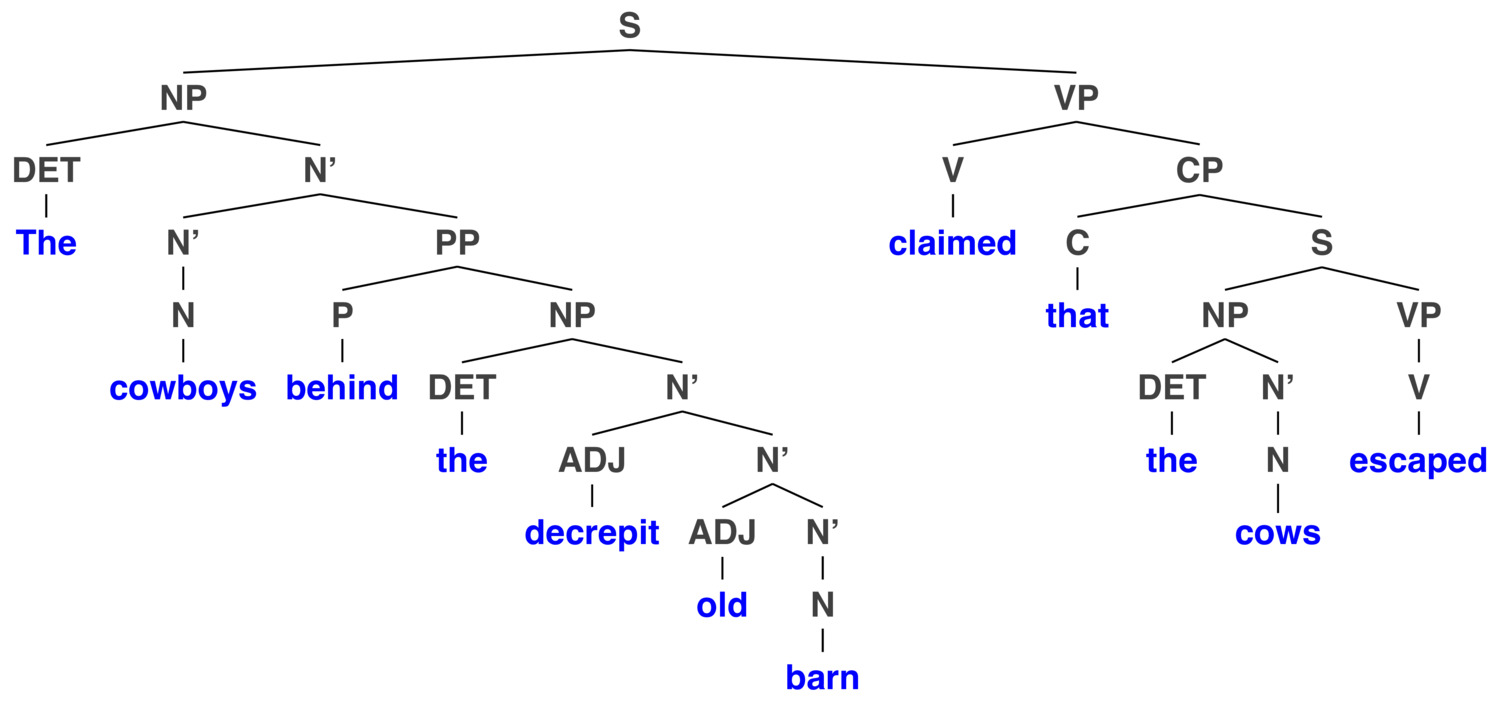 S
NP VP
DET N’ V CP
The N’ PP claimed C S
N P NP that NP VP
cowboys behind DET N’ DET N’ V
the ADJ N’ the N escaped
decrepit ADJ N’ cows
old N
barn